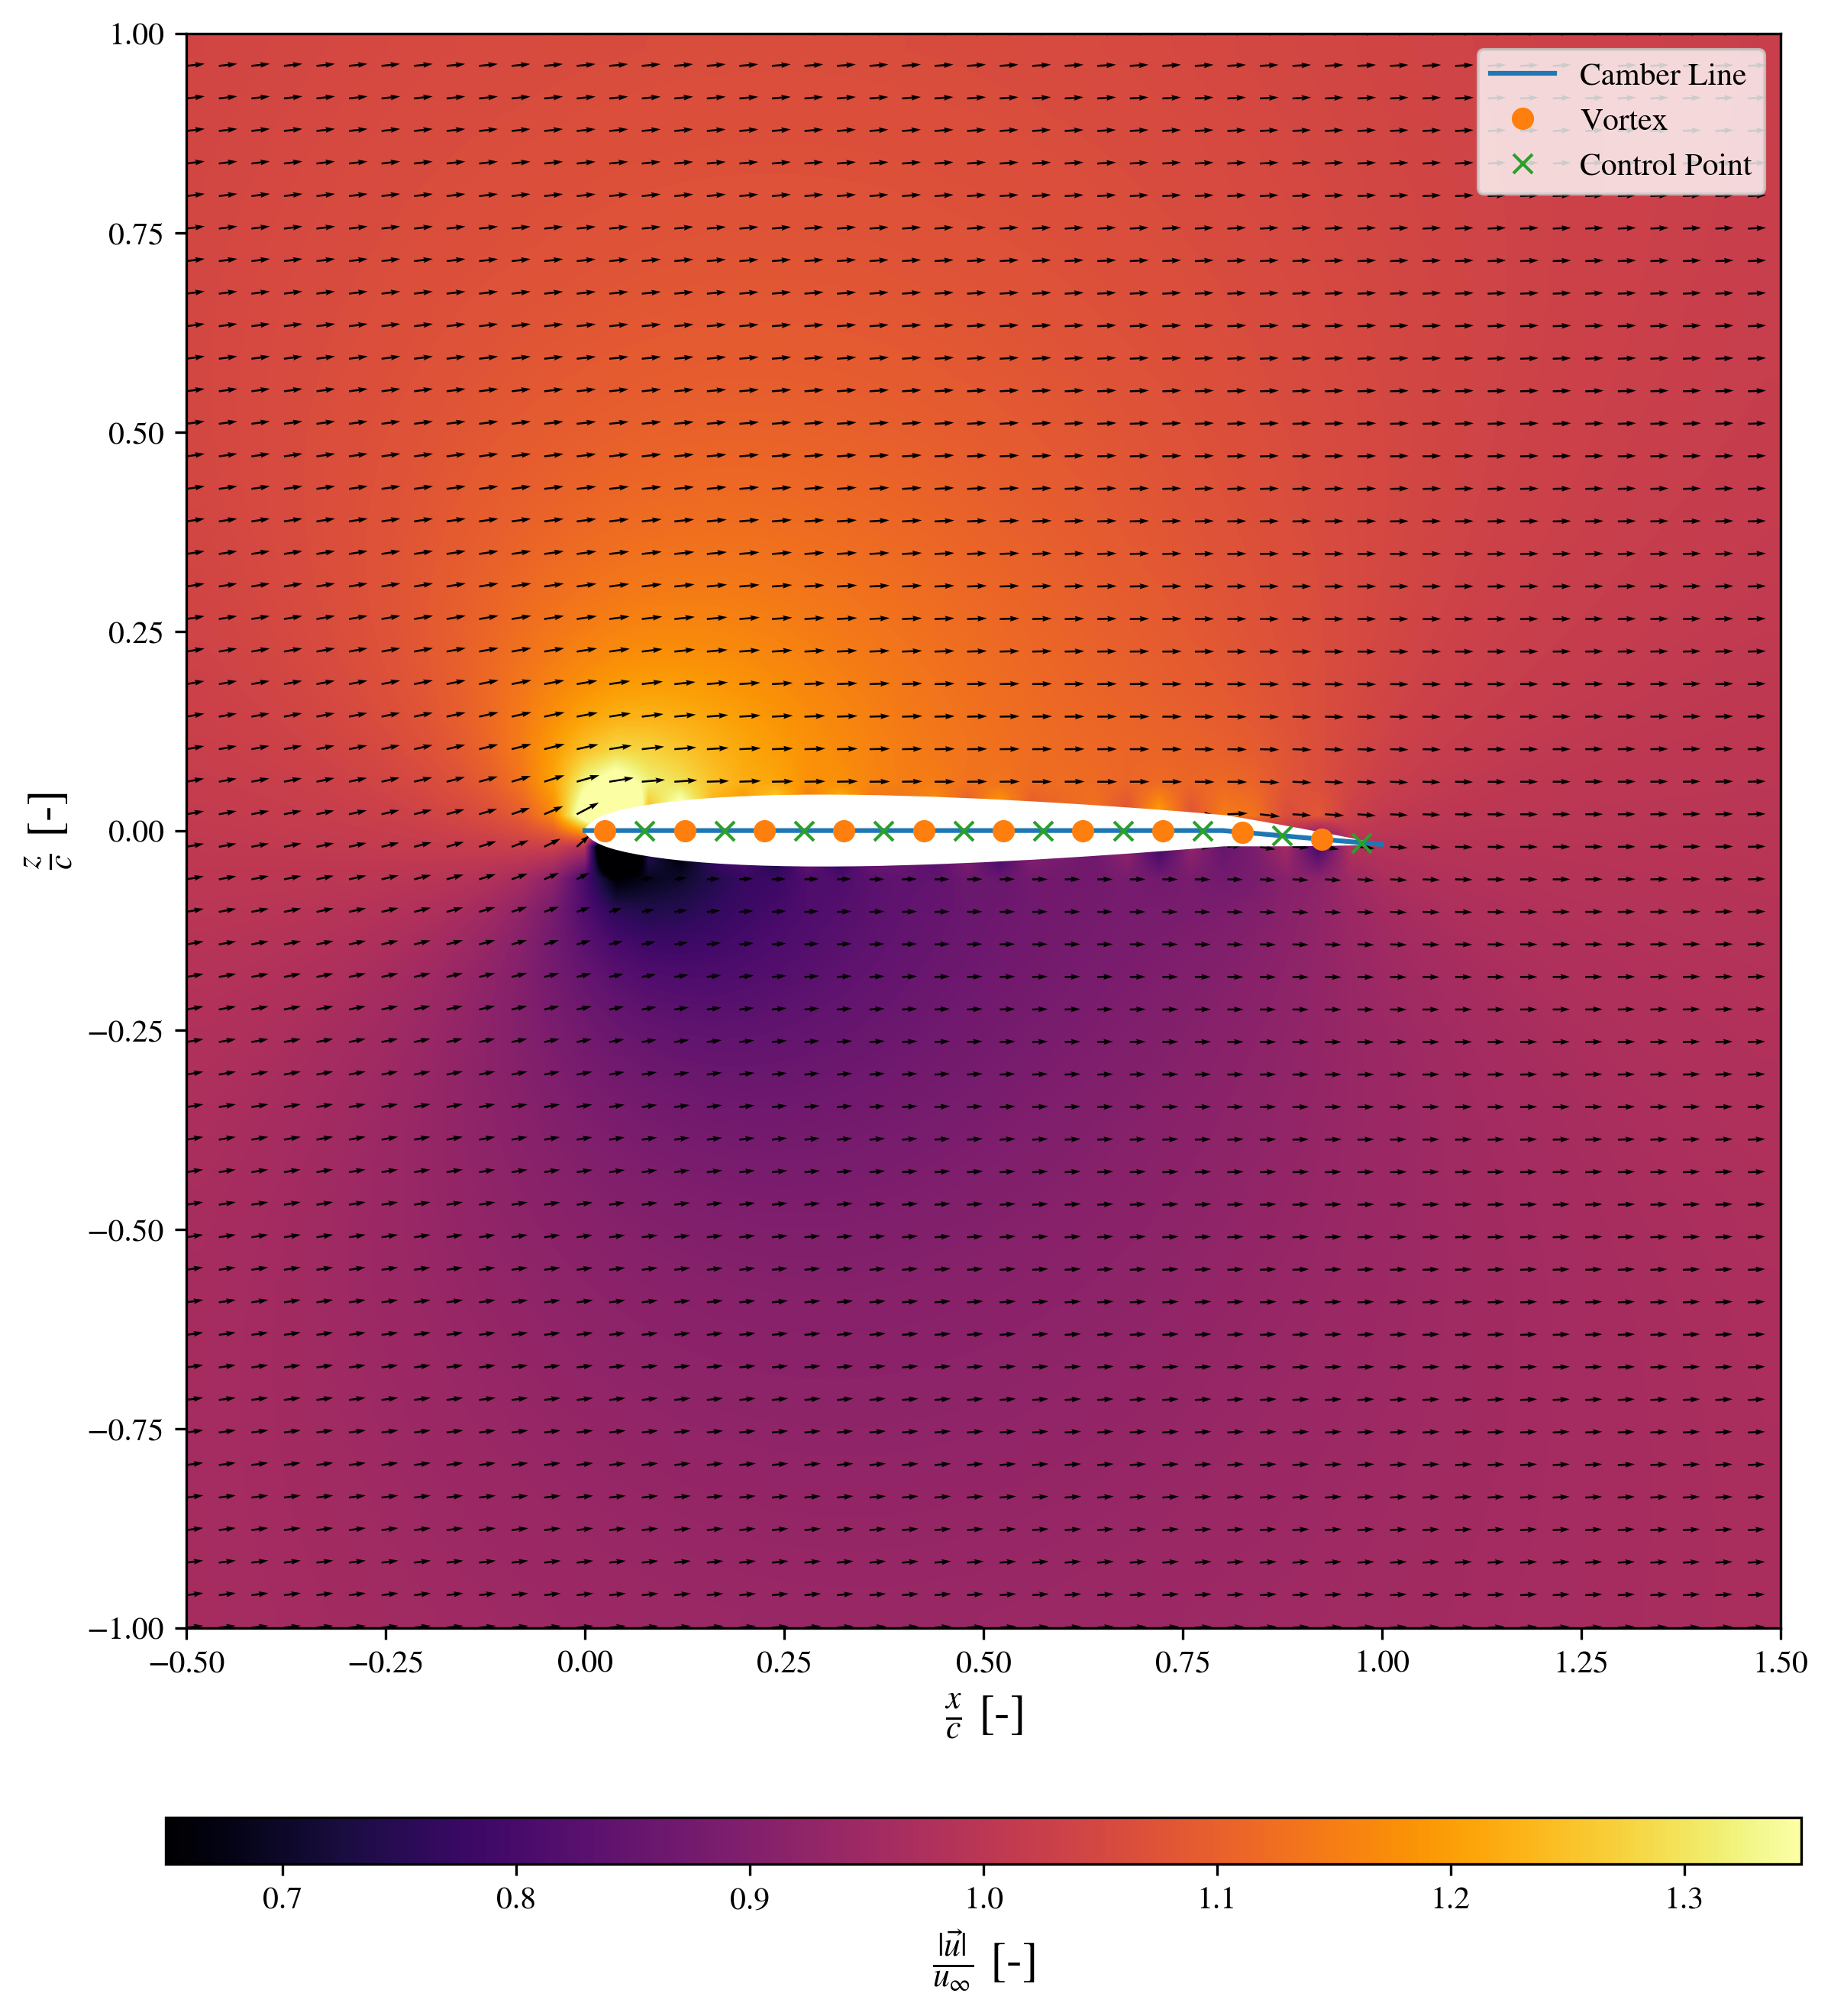 1.00
0.75
0.50
0.25
0.00
−0.25
−0.50
−0.75
−1.00
z/c [-]
Camber Line
Vortex
Control Point
−0.50 −0.25 0.00 0.25 0.50 0.75 1.00 1.25 1.50
x/c [-]
0.7 0.8 0.9 1.0 1.1 1.2 1.3
|u⃗|/u∞ [-]